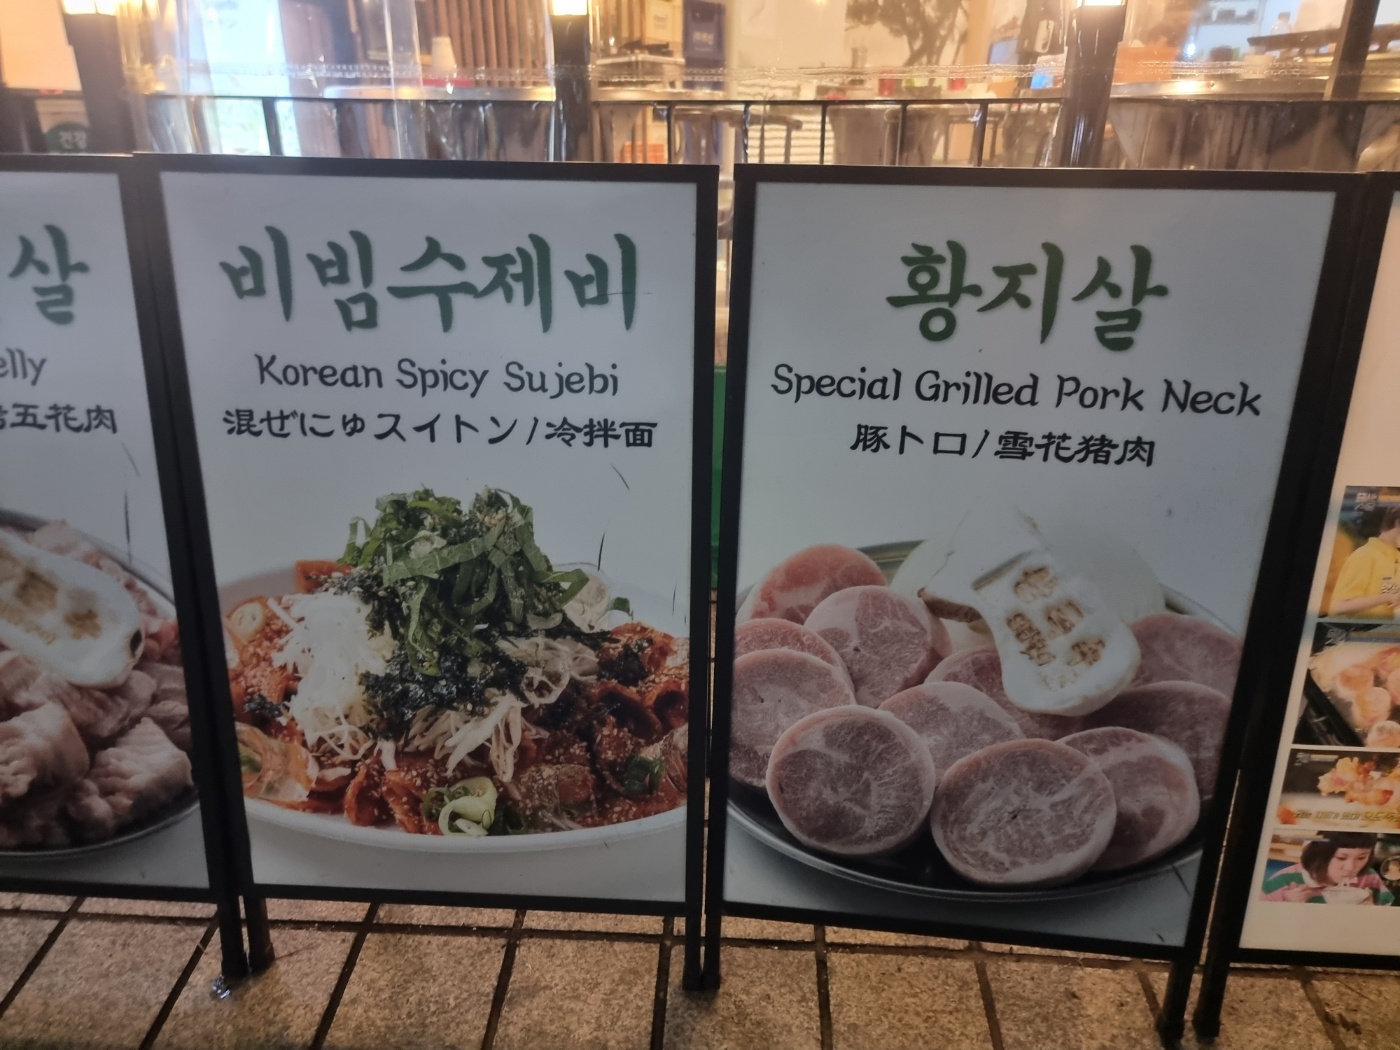 살
elly
五花肉
비빔수제비
Korean Spicy Sujebi
混ぜにゅスイトン/冷拌面
황지살
Special Grilled Pork Neck
豚トロ/雪花猪肉
건강